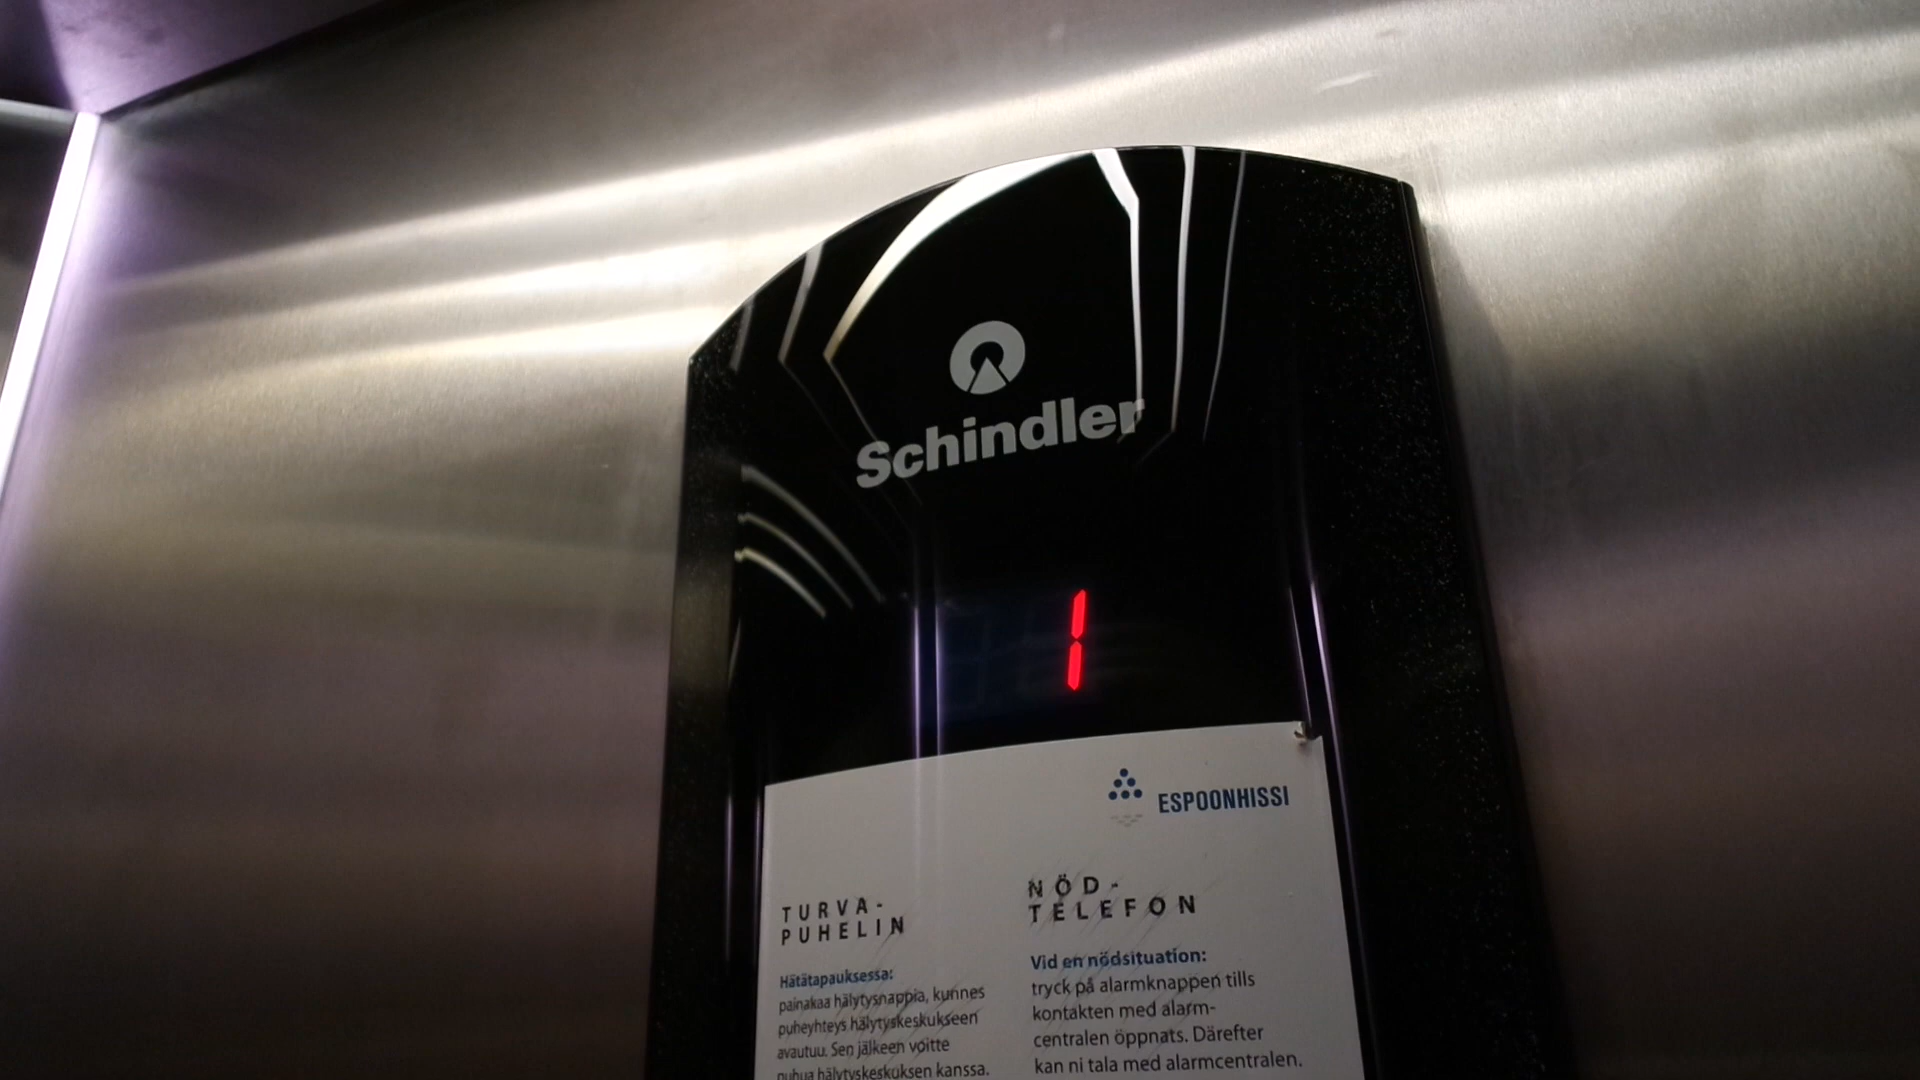 Schindler
1
ESPOONHISSI
TURVA-
PUHELIN
Hätätapauksessa:
painakaa hälytysnappia, kunnes
puheyhteys hälytyskeskukseen
avautuu. Sen jälkeen voitte
puhua hälytyskeskuksen kanssa.
NÖD-
TELEFON
Vid en nödsituation:
tryck på alarmknappen tills
kontakten med alarm-
centralen öppnats. Därefter
kan ni tala med alarmcentralen.